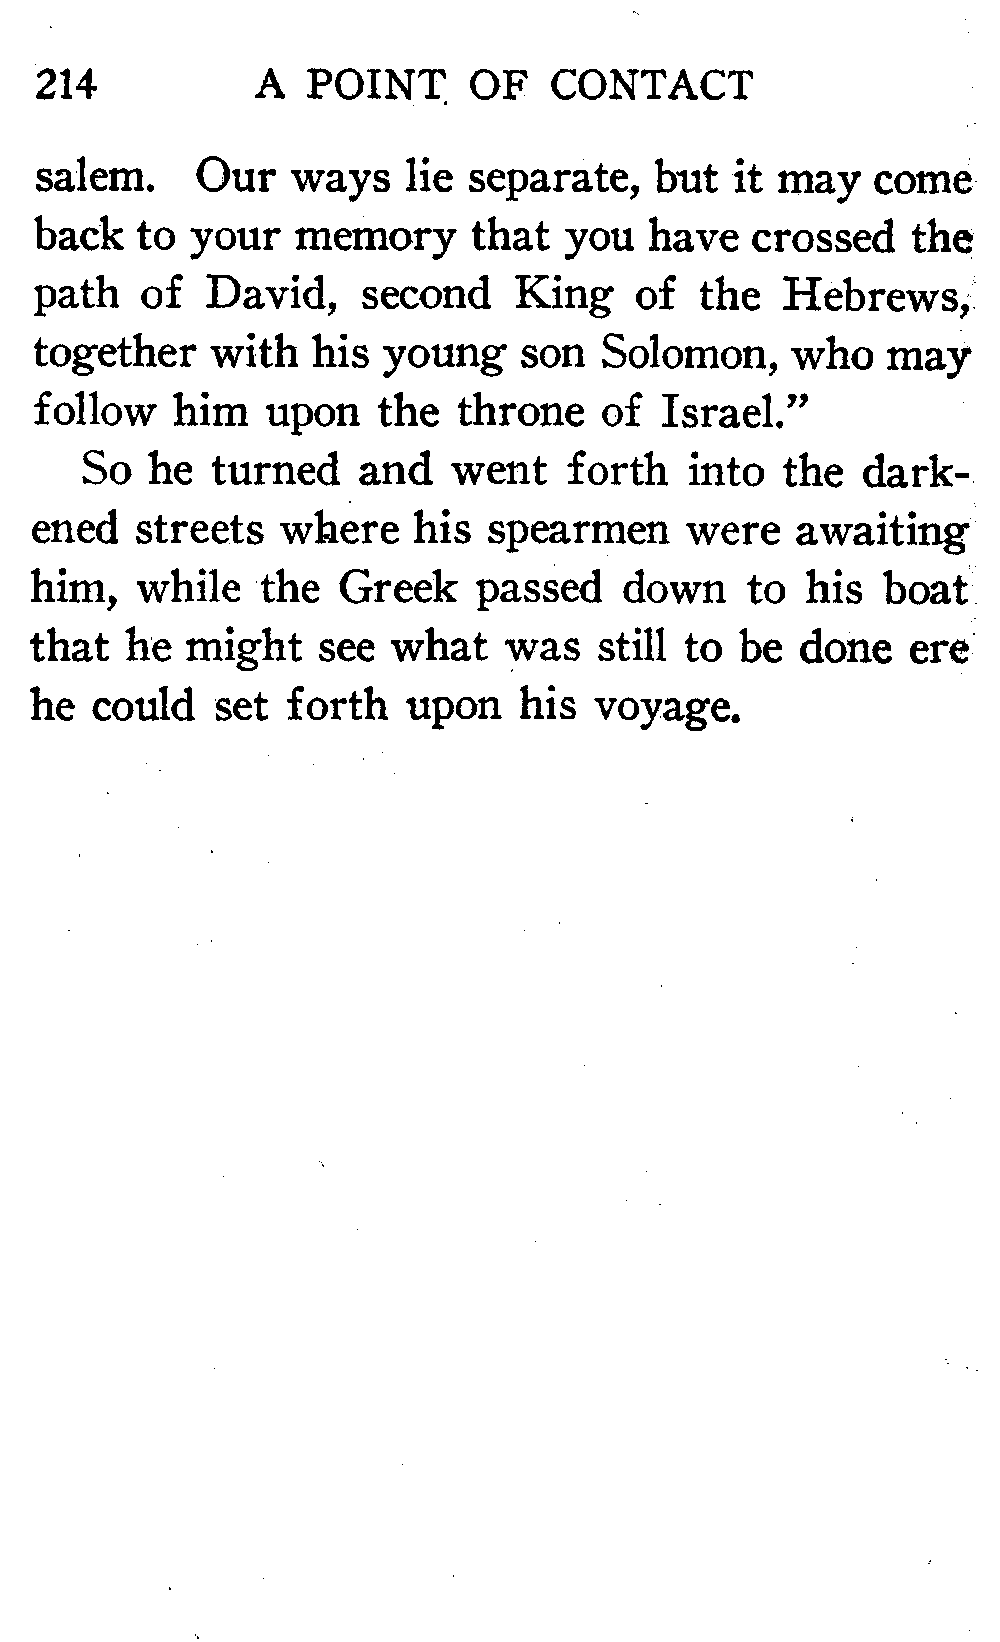 214 A POINT OF CONTACT
salem. Our ways lie separate, but it may come
back to your memory that you have crossed the
path of David, second King of the Hebrews,
together with his young son Solomon, who may
follow him upon the throne of Israel.”
So he turned and went forth into the dark-
ened streets where his spearmen were awaiting
him, while the Greek passed down to his boat
that he might see what was still to be done ere
he could set forth upon his voyage.